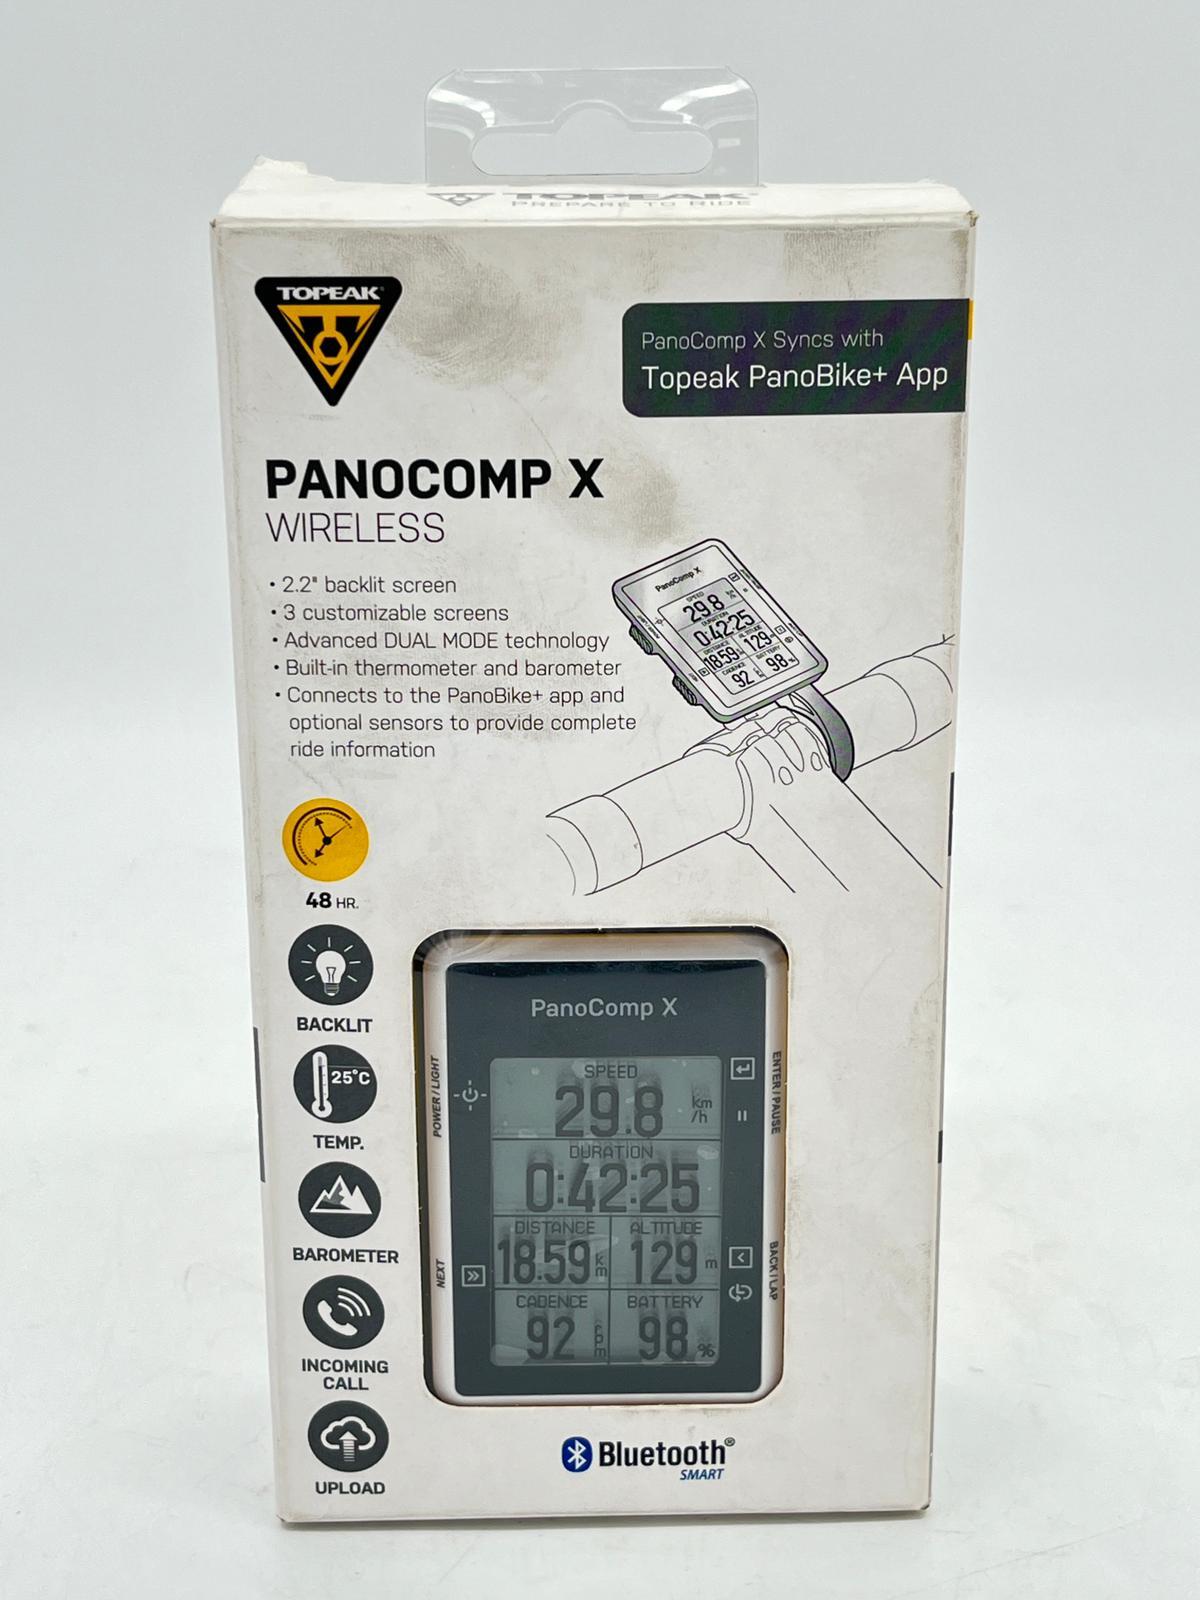 TOPEAK
PREPARE TO RIDE
TOPEAK
PanoComp X Syncs with
Topeak PanoBike+ App
PANOCOMP X
WIRELESS
• 2.2" backlit screen
• 3 customizable screens
• Advanced DUAL MODE technology
• Built-in thermometer and barometer
• Connects to the PanoBike+ app and
optional sensors to provide complete
ride information
PanoComp X
SPEED
29.8
DURATION
0:42:25
DISTANCE ALTITUDE
18.59 129
CADENCE BATTERY
92 98
48 HR.
BACKLIT
25°C
TEMP.
BAROMETER
INCOMING
CALL
UPLOAD
PanoComp X
POWER / LIGHT
ENTER / PAUSE
NEXT
BACK / LAP
SPEED
29.8 km
/h
DURATION
0:42:25
DISTANCE ALTITUDE
18.59 km 129 m
CADENCE BATTERY
92 98 %
Bluetooth®
SMART